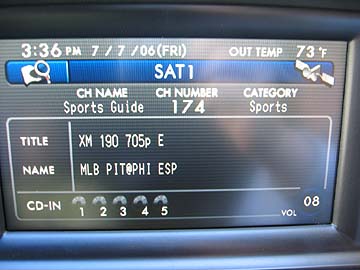 3:36 PM 7/7/06(FRI) OUT TEMP 73°F
SAT1
CH NAME CH NUMBER CATEGORY
Sports Guide 174 Sports
TITLE XM 190 705p E
NAME MLB PIT@PHI ESP
CD-IN 1 2 3 4 5 VOL 08